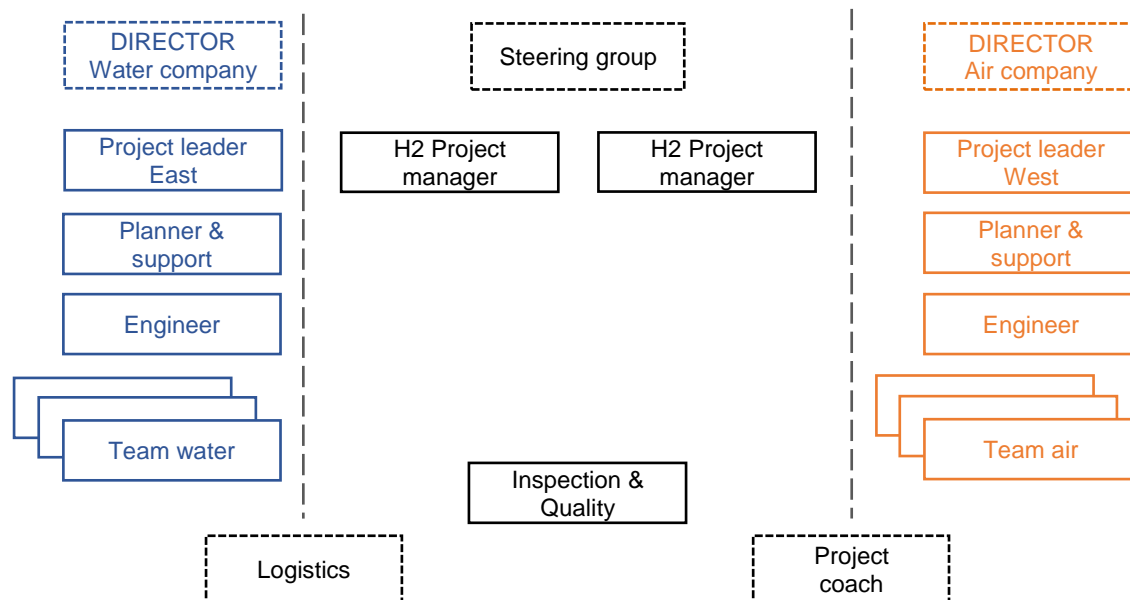 DIRECTOR
Water company
Steering group
DIRECTOR
Air company
Project leader
East
H2 Project
manager
H2 Project
manager
Project leader
West
Planner &
support
Planner &
support
Engineer
Engineer
Team water
Team air
Inspection &
Quality
Logistics
Project
coach